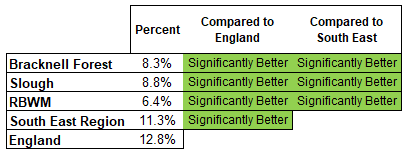 Percent Compared to England Compared to South East
Bracknell Forest 8.3% Significantly Better Significantly Better
Slough 8.8% Significantly Better Significantly Better
RBWM 6.4% Significantly Better Significantly Better
South East Region 11.3% Significantly Better
England 12.8%